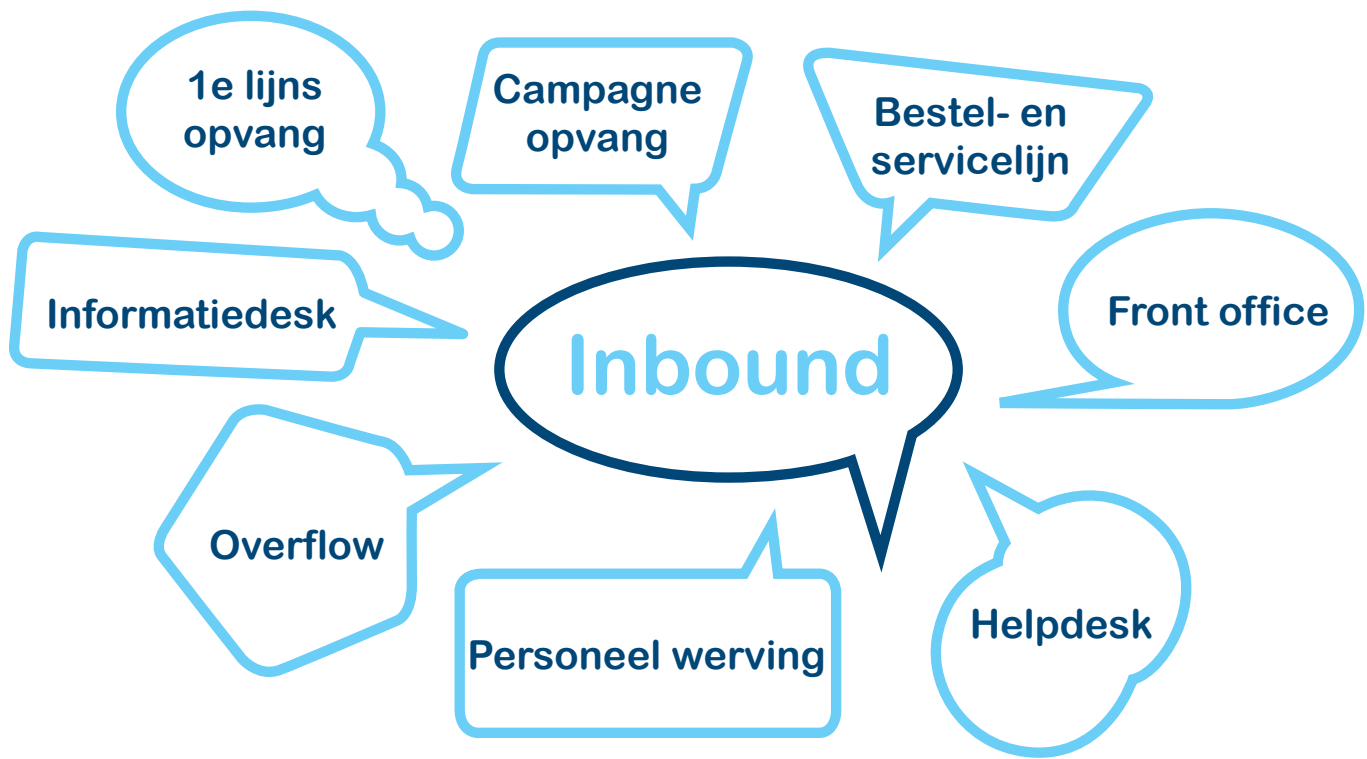 1e lijns
opvang
Campagne
opvang
Bestel- en
servicelijn
Informatiedesk
Inbound
Front office
Overflow
Personeel werving
Helpdesk